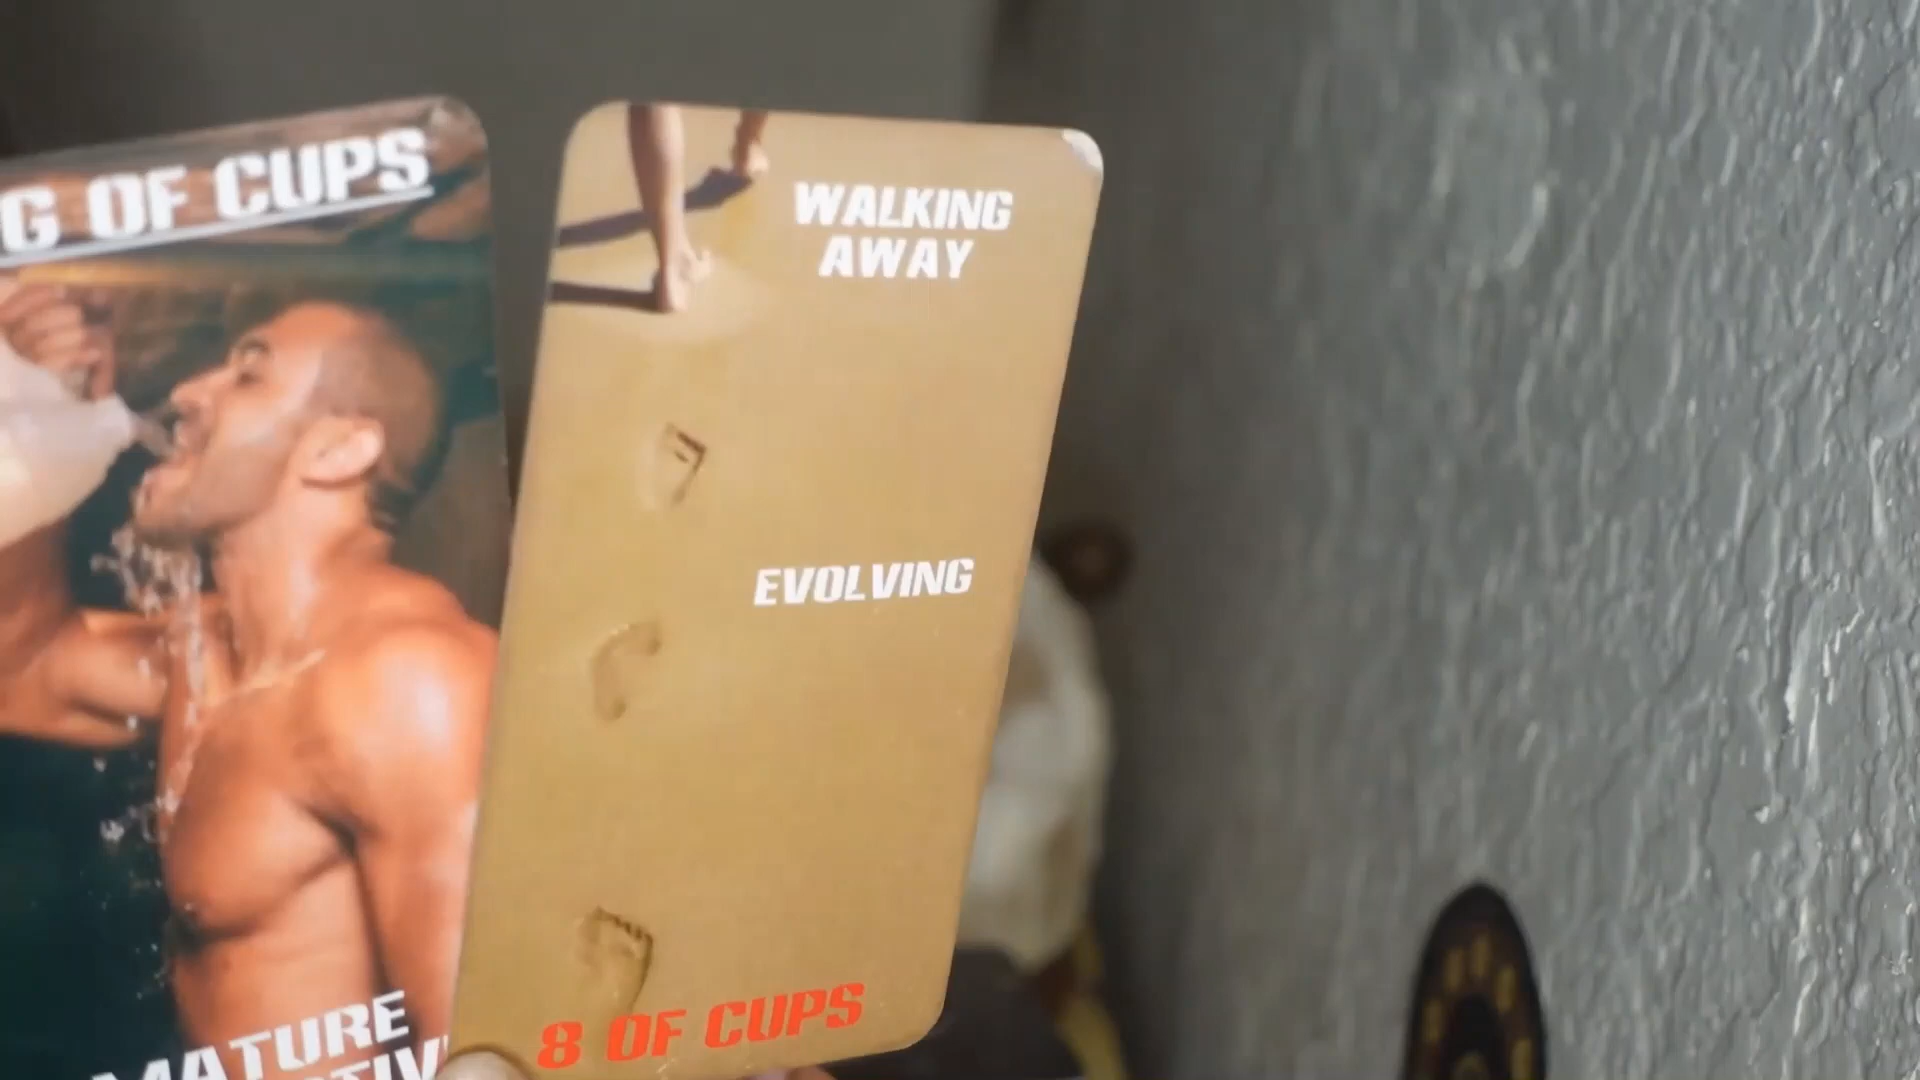 G OF CUPS
MATURE
WALKING
AWAY
EVOLVING
8 OF CUPS